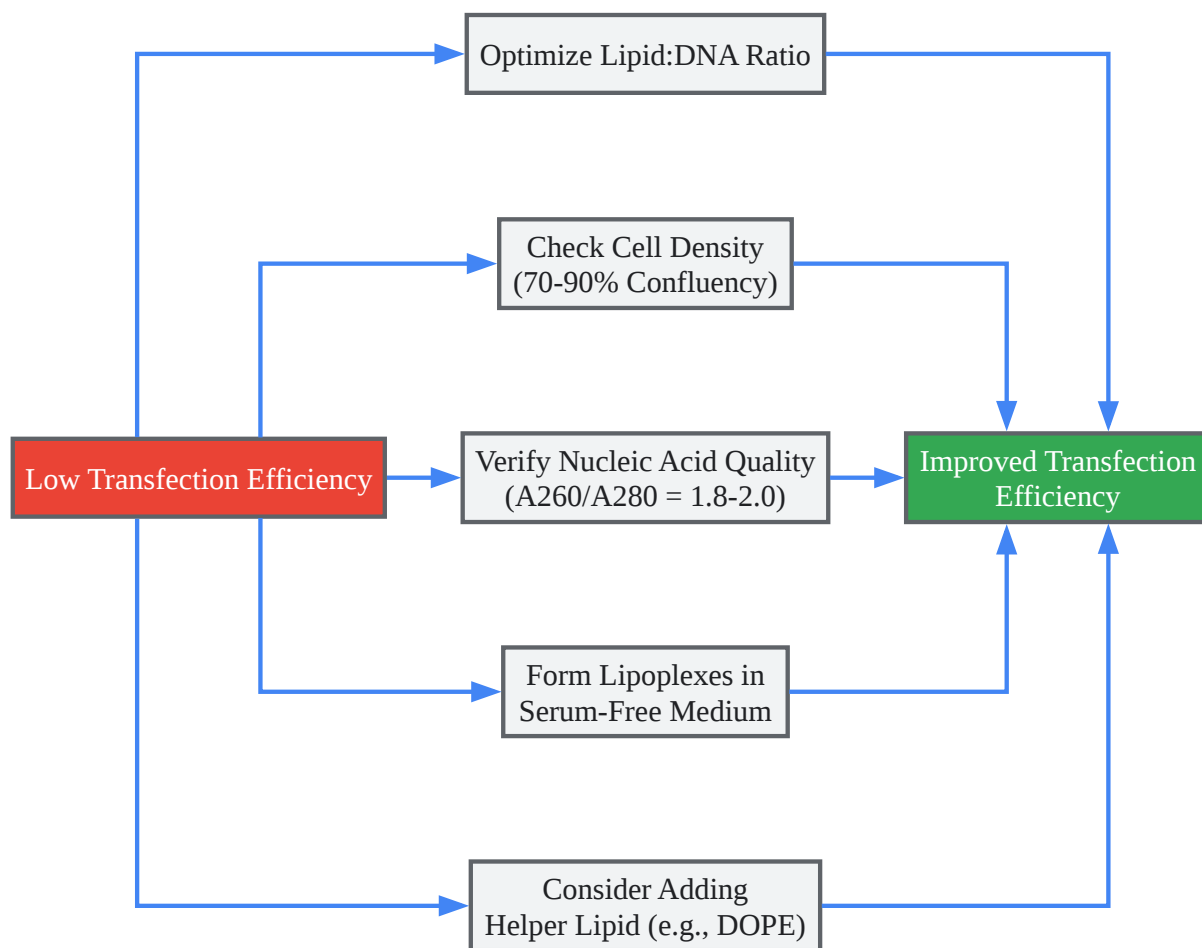 Optimize Lipid:DNA Ratio
Check Cell Density
(70-90% Confluency)
Low Transfection Efficiency
Verify Nucleic Acid Quality
(A260/A280 = 1.8-2.0)
Improved Transfection
Efficiency
Form Lipoplexes in
Serum-Free Medium
Consider Adding
Helper Lipid (e.g., DOPE)